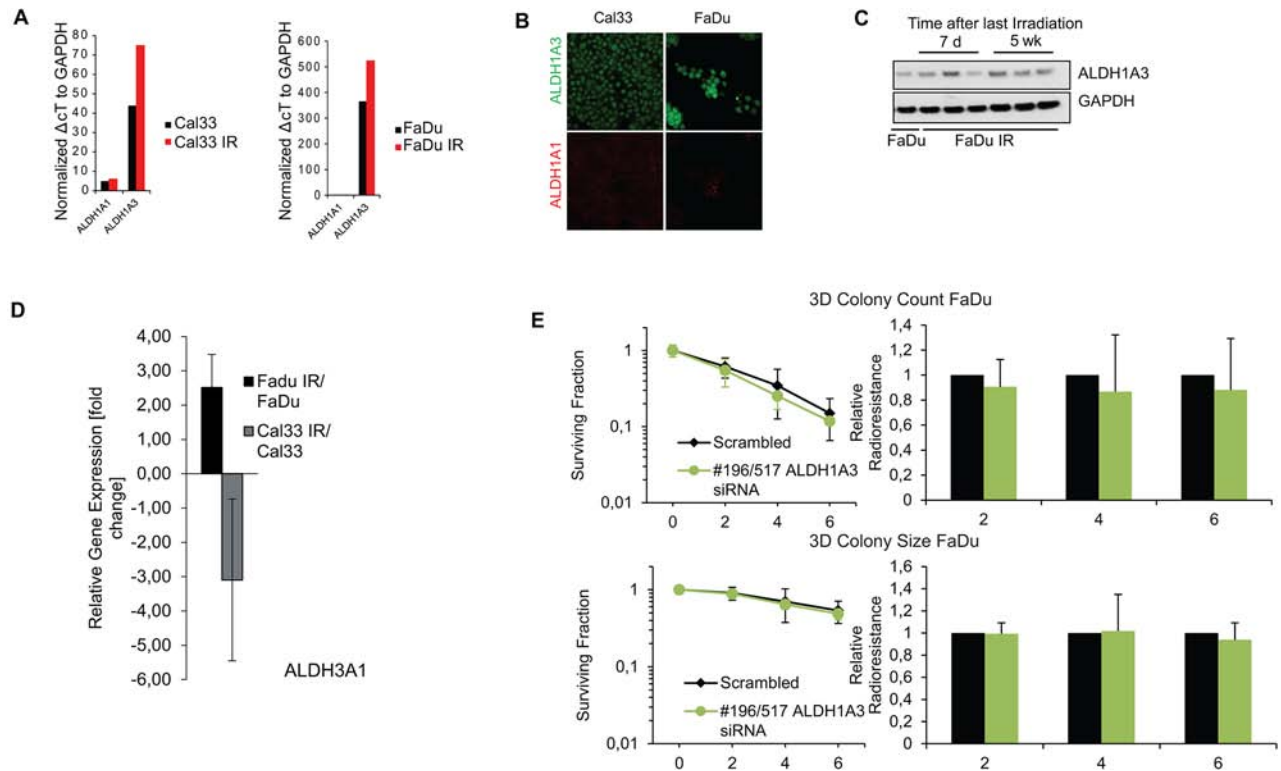 A
Normalized ΔcT to GAPDH
80
70
60
50
40
30
20
10
0
ALDH1A1
ALDH1A3
Cal33
Cal33 IR
Normalized ΔcT to GAPDH
600
500
400
300
200
100
0
ALDH1A1
ALDH1A3
FaDu
FaDu IR
B
Cal33
FaDu
ALDH1A3
ALDH1A1
C
Time after last Irradiation
7 d
5 wk
ALDH1A3
GAPDH
FaDu
FaDu IR
D
Relative Gene Expression [fold
change]
4,00
3,00
2,00
1,00
0,00
-1,00
-2,00
-3,00
-4,00
-5,00
-6,00
Fadu IR/
FaDu
Cal33 IR/
Cal33
ALDH3A1
E
3D Colony Count FaDu
Surviving Fraction
1
0,1
0,01
0
2
4
6
Scrambled
#196/517 ALDH1A3
siRNA
Relative
Radioresistance
1,4
1,2
1
0,8
0,6
0,4
0,2
0
2
4
6
3D Colony Size FaDu
Surviving Fraction
1
0,1
0,01
0
2
4
6
Scrambled
#196/517 ALDH1A3
siRNA
Relative
Radioresistance
1,6
1,4
1,2
1
0,8
0,6
0,4
0,2
0
2
4
6